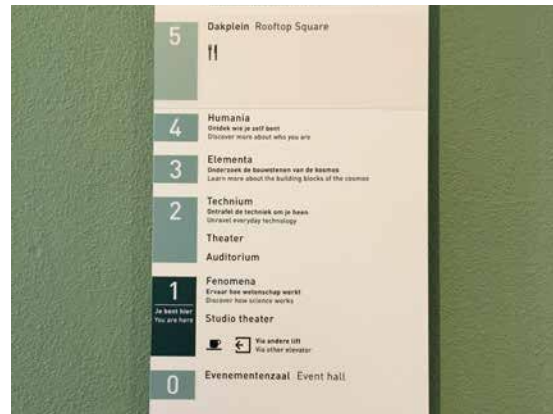 5
Dakplein Rooftop Square
4
Humania
Ontdek wie je zelf bent
Discover more about who you are
3
Elementa
Onderzoek de bouwstenen van de kosmos
Learn more about the building blocks of the cosmos
2
Technium
Ontrafel de techniek om je heen
Unravel everyday technology
Theater
Auditorium
1
Je bent hier
You are here
Fenomena
Ervaar hoe wetenschap werkt
Discover how science works
Studio theater
Via andere lift
Via other elevator
0
Evenementenzaal Event hall